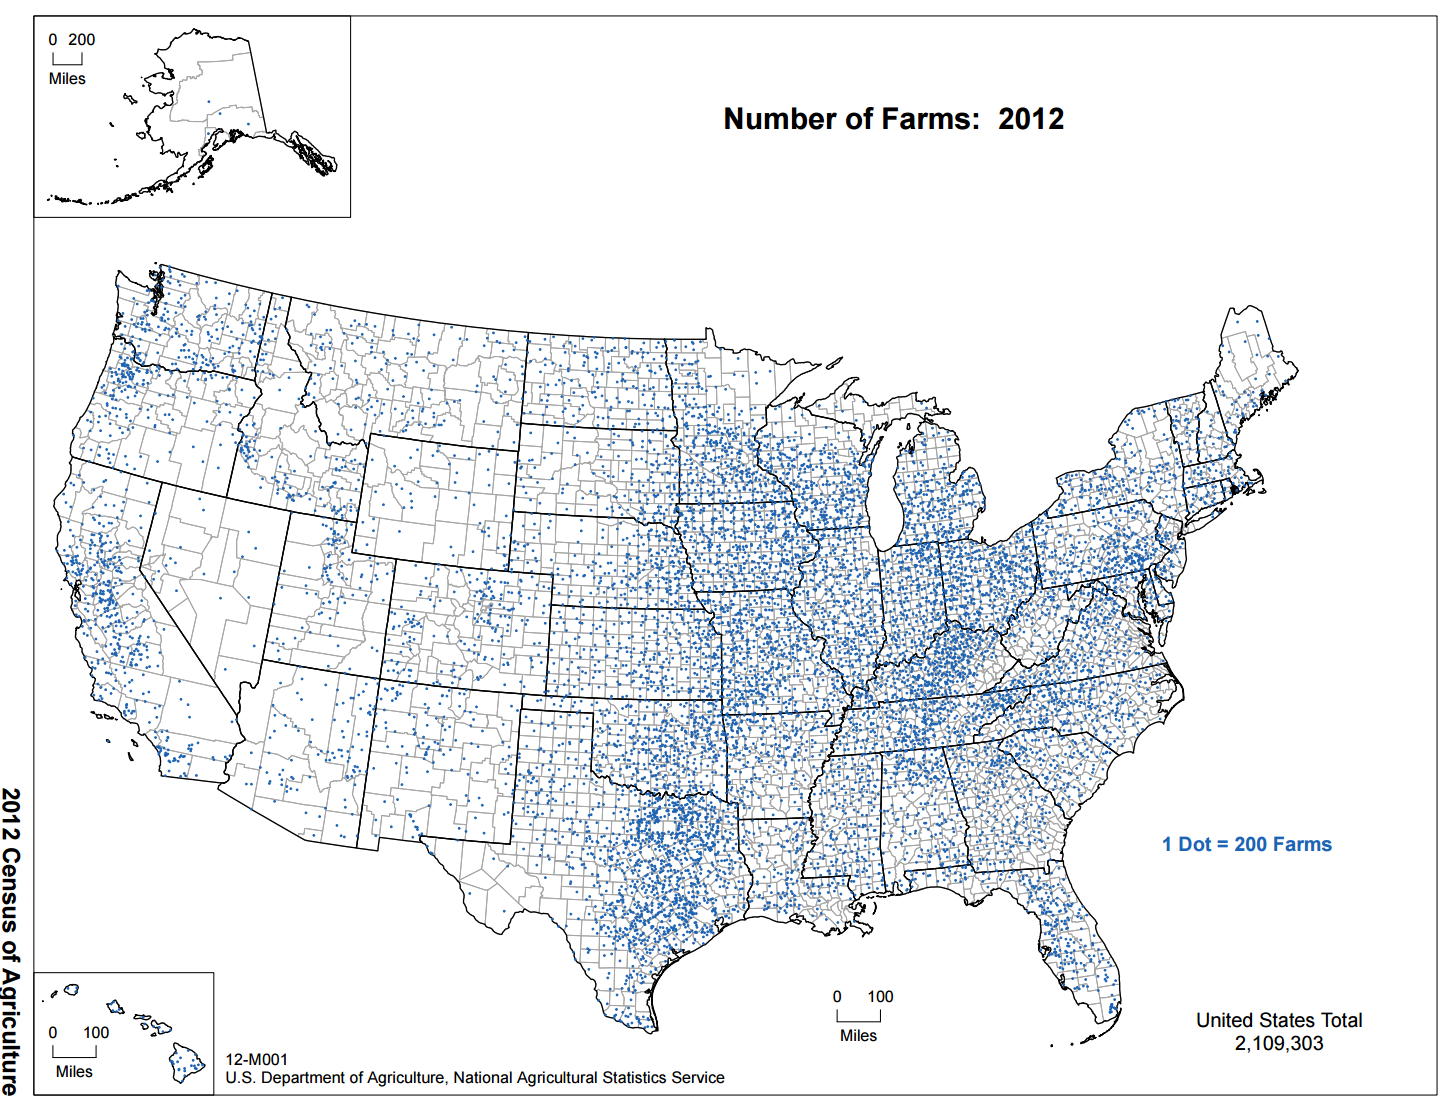 0 200
Miles
Number of Farms: 2012
1 Dot = 200 Farms
0 100
Miles
United States Total
2,109,303
0 100
Miles
12-M001
U.S. Department of Agriculture, National Agricultural Statistics Service
2012 Census of Agriculture